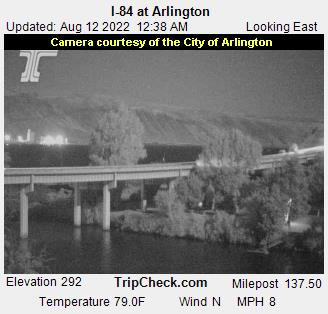 I-84 at Arlington
Updated: Aug 12 2022 12:38 AM Looking East
Camera courtesy of the City of Arlington
Elevation 292 TripCheck.com Milepost 137.50
Temperature 79.0F Wind N MPH 8